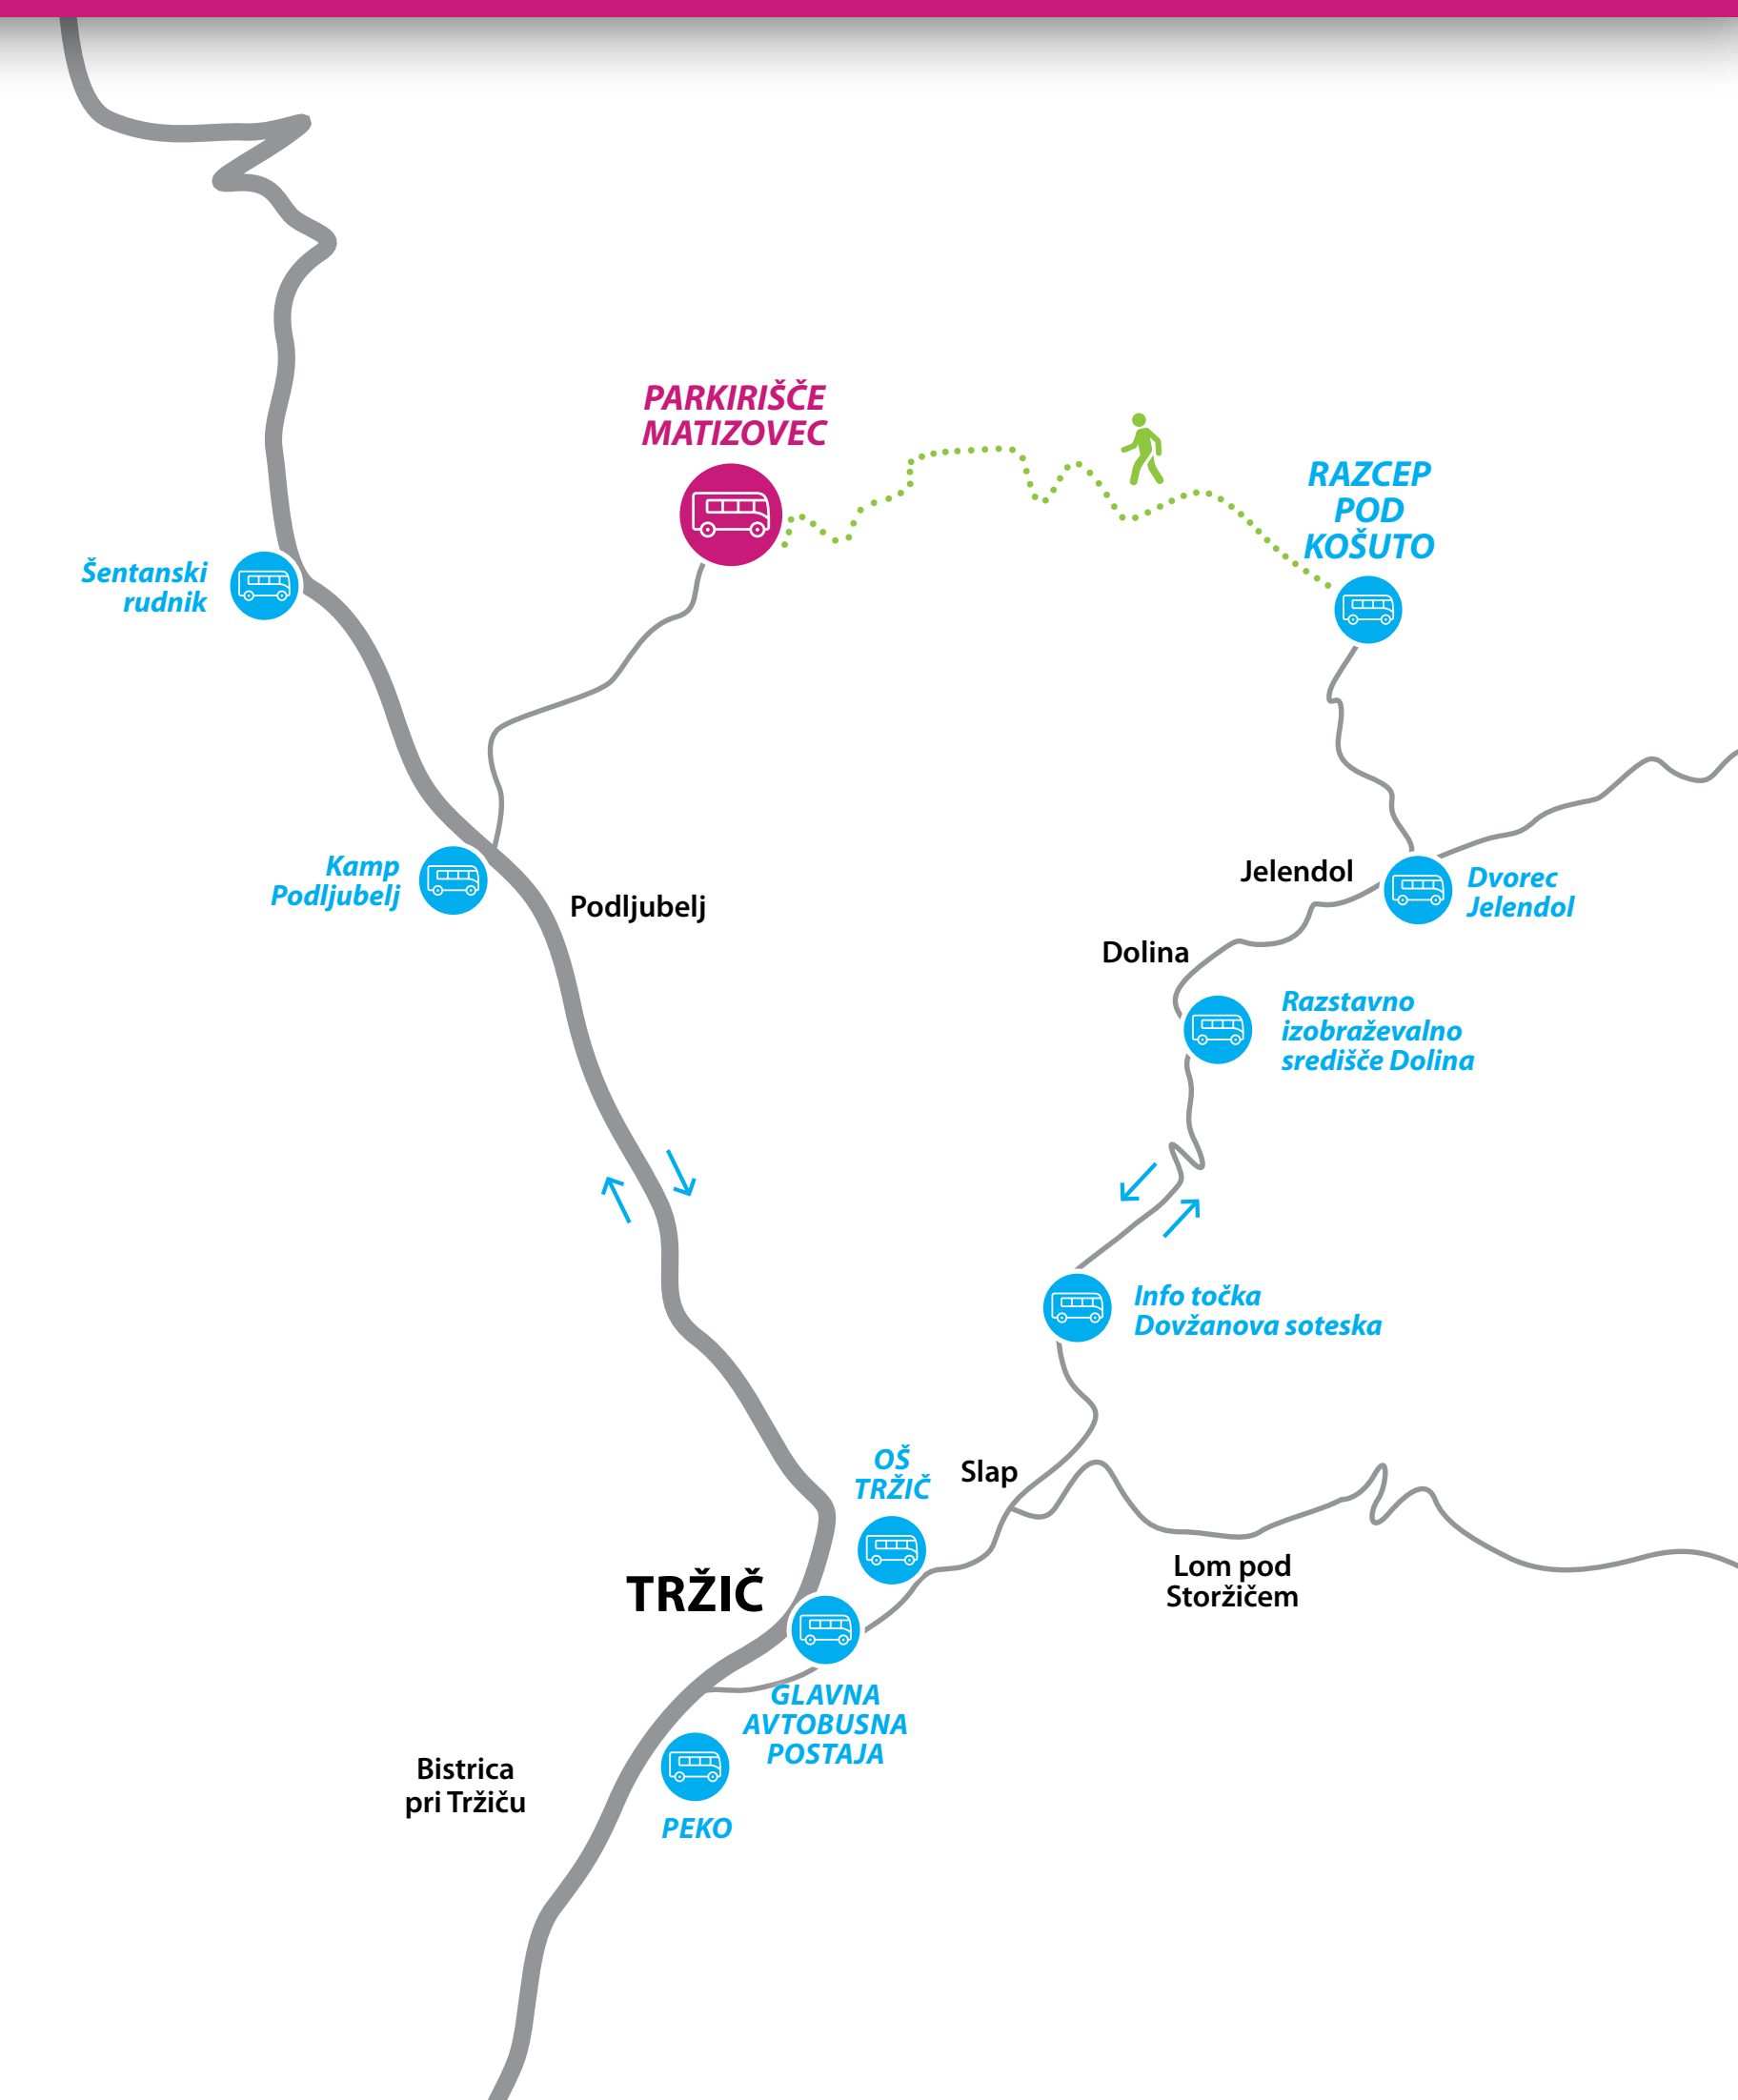 PARKIRIŠČE
MATIZOVEC
RAZCEP
POD
KOŠUTO
Šentanski
rudnik
Kamp
Podljubelj
Podljubelj
Jelendol
Dvorec
Jelendol
Dolina
Razstavno
izobraževalno
središče Dolina
Info točka
Dovžanova soteska
OŠ
TRŽIČ
Slap
Lom pod
Storžičem
TRŽIČ
GLAVNA
AVTOBUSNA
POSTAJA
Bistrica
pri Tržiču
PEKO